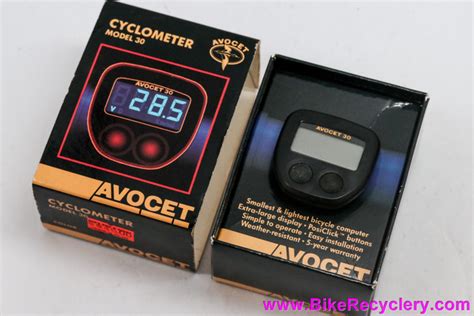 CYCLOMETER
MODEL 30
AVOCET
AVOCET 30
V 28.5
AVOCET
CYCLOMETER
MODEL 30
AVOCET 30
Smallest & lightest bicycle computer
Extra-large display • PosiClick™ buttons
Simple to operate • Easy installation
Weather-resistant • 5-year warranty
AVOCET
www.BikeRecyclery.com